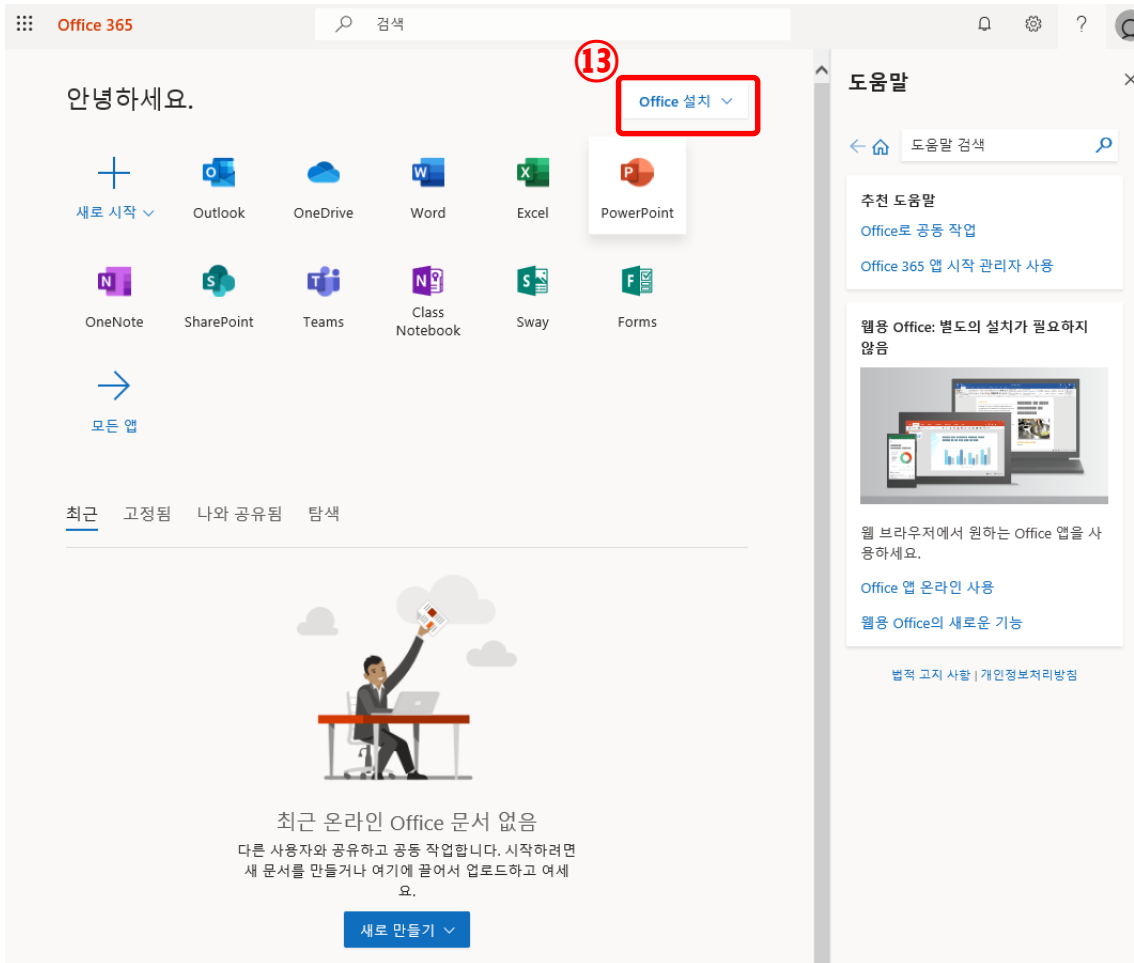 Office 365
검색
?
⑬
안녕하세요.
Office 설치
새로 시작
Outlook
OneDrive
Word
Excel
PowerPoint
OneNote
SharePoint
Teams
Class
Notebook
Sway
Forms
모든 앱
최근
고정됨
나와 공유됨
탐색
최근 온라인 Office 문서 없음
다른 사용자와 공유하고 공동 작업합니다. 시작하려면
새 문서를 만들거나 여기에 끌어서 업로드하고 여세
요.
새로 만들기
도움말
도움말 검색
추천 도움말
Office로 공동 작업
Office 365 앱 시작 관리자 사용
웹용 Office: 별도의 설치가 필요하지
않음
웹 브라우저에서 원하는 Office 앱을 사
용하세요.
Office 앱 온라인 사용
웹용 Office의 새로운 기능
법적 고지 사항 | 개인정보처리방침